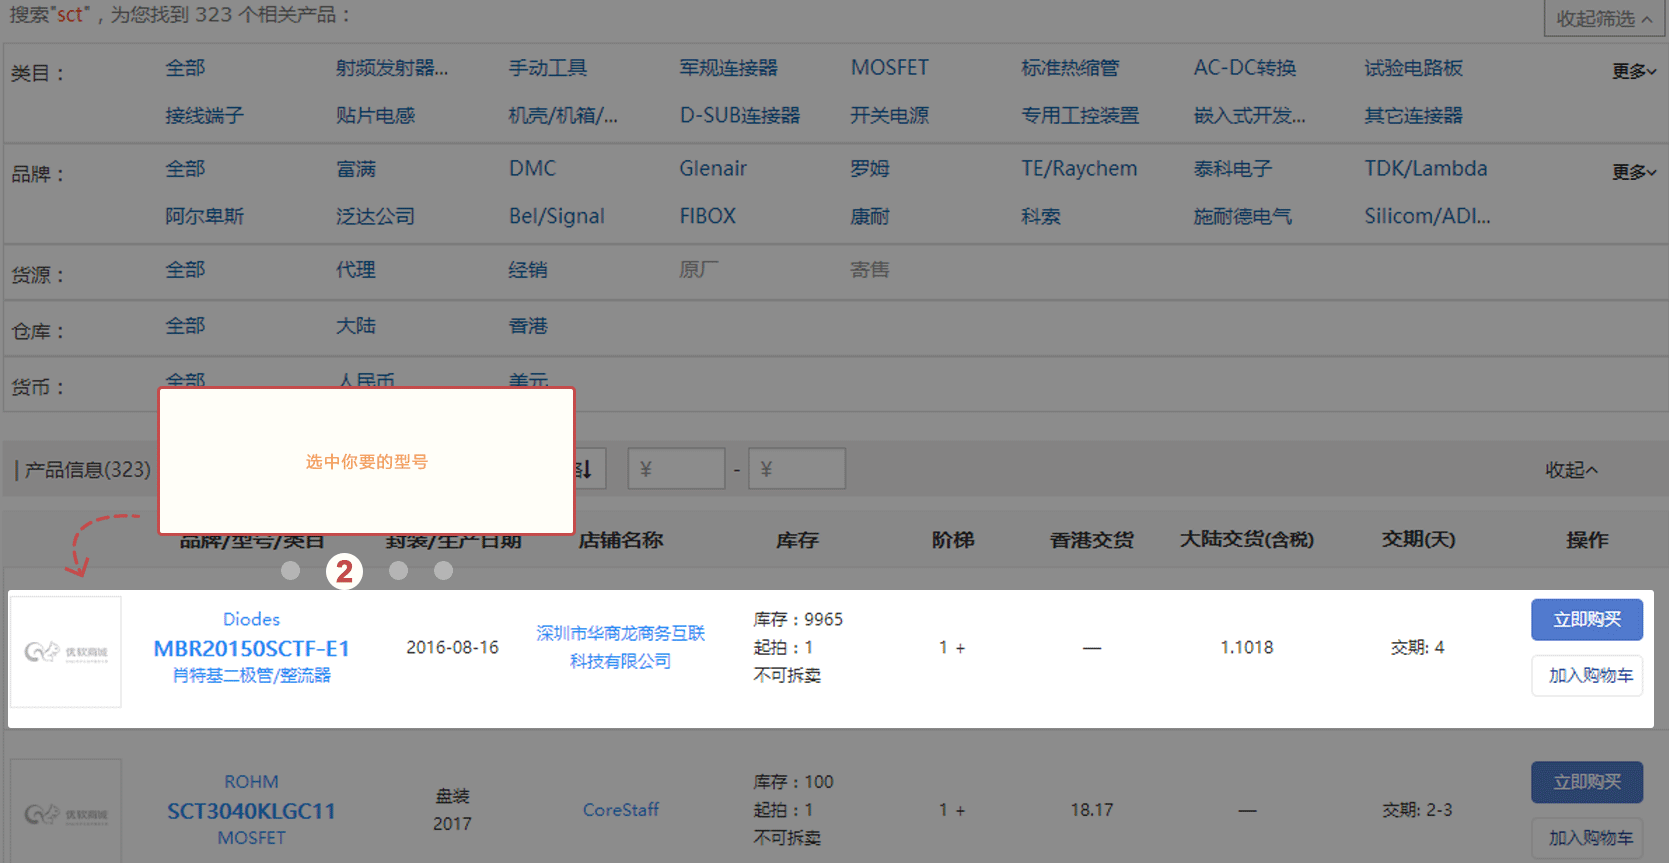 搜索"sct"，为您找到 323 个相关产品：
收起筛选
类目：
全部
射频发射器...
手动工具
军规连接器
MOSFET
标准热缩管
AC-DC转换
试验电路板
更多
接线端子
贴片电感
机壳/机箱/...
D-SUB连接器
开关电源
专用工控装置
嵌入式开发...
其它连接器
品牌：
全部
富满
DMC
Glenair
罗姆
TE/Raychem
泰科电子
TDK/Lambda
更多
阿尔卑斯
泛达公司
Bel/Signal
FIBOX
康耐
科索
施耐德电气
Silicom/ADI...
货源：
全部
代理
经销
原厂
寄售
仓库：
全部
大陆
香港
货币：
全部
人民币
美元
选中你要的型号
产品信息(323)
¥
-
¥
收起
品牌/型号/类目
封装/生产日期
店铺名称
库存
阶梯
香港交货
大陆交货(含税)
交期(天)
操作
2
优软商城
Diodes
MBR20150SCTF-E1
肖特基二极管/整流器
2016-08-16
深圳市华商龙商务互联
科技有限公司
库存：9965
起拍：1
不可拆卖
1 +
—
1.1018
交期: 4
立即购买
加入购物车
优软商城
ROHM
SCT3040KLGC11
MOSFET
盘装
2017
CoreStaff
库存：100
起拍：1
不可拆卖
1 +
18.17
—
交期: 2-3
立即购买
加入购物车